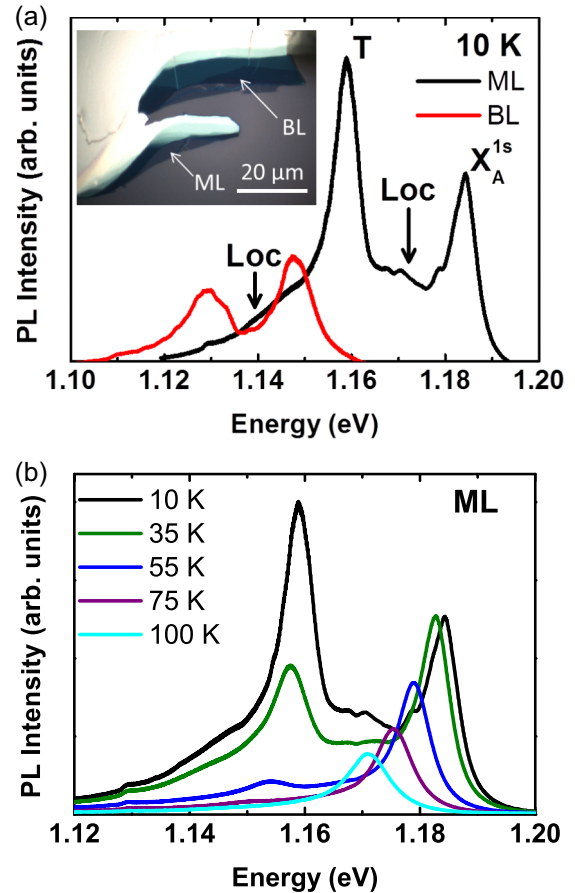 (a)
PL Intensity (arb. units)
T
10 K
ML
BL
X_A^1s
Loc
Loc
BL
ML
20 μm
1.10 1.12 1.14 1.16 1.18 1.20
Energy (eV)
(b)
PL Intensity (arb. units)
10 K
35 K
55 K
75 K
100 K
ML
1.12 1.14 1.16 1.18 1.20
Energy (eV)